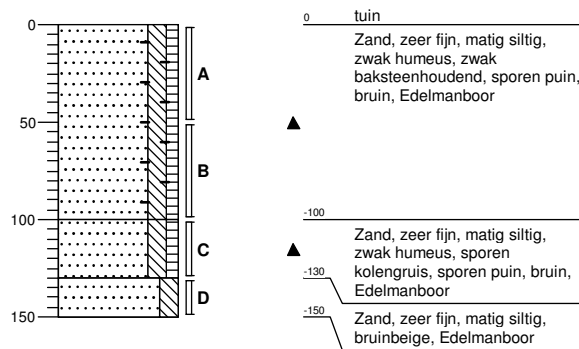 0
50
100
150
A
B
C
D
0 tuin
Zand, zeer fijn, matig siltig,
zwak humeus, zwak
baksteenhoudend, sporen puin,
bruin, Edelmanboor
-100
Zand, zeer fijn, matig siltig,
zwak humeus, sporen
kolengruis, sporen puin, bruin,
Edelmanboor
-130
Zand, zeer fijn, matig siltig,
bruinbeige, Edelmanboor
-150